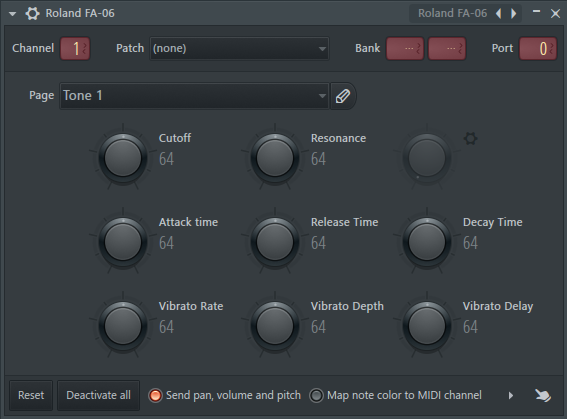 Roland FA-06 Roland FA-06
Channel 1 Patch (none) Bank --- --- Port 0
Page Tone 1
Cutoff Resonance
64 64
Attack time Release Time Decay Time
64 64 64
Vibrato Rate Vibrato Depth Vibrato Delay
64 64 64
Reset Deactivate all Send pan, volume and pitch Map note color to MIDI channel